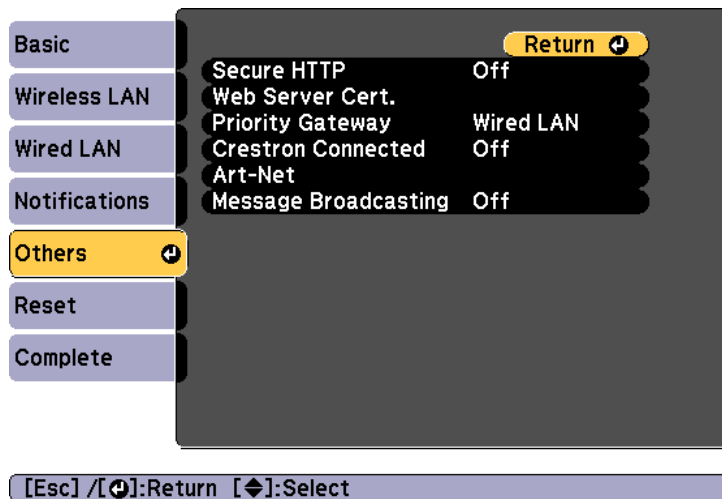 Basic
Wireless LAN
Wired LAN
Notifications
Others
Reset
Complete
Return
Secure HTTP Off
Web Server Cert.
Priority Gateway Wired LAN
Crestron Connected Off
Art-Net
Message Broadcasting Off
[Esc] /[⏎]:Return [◆]:Select